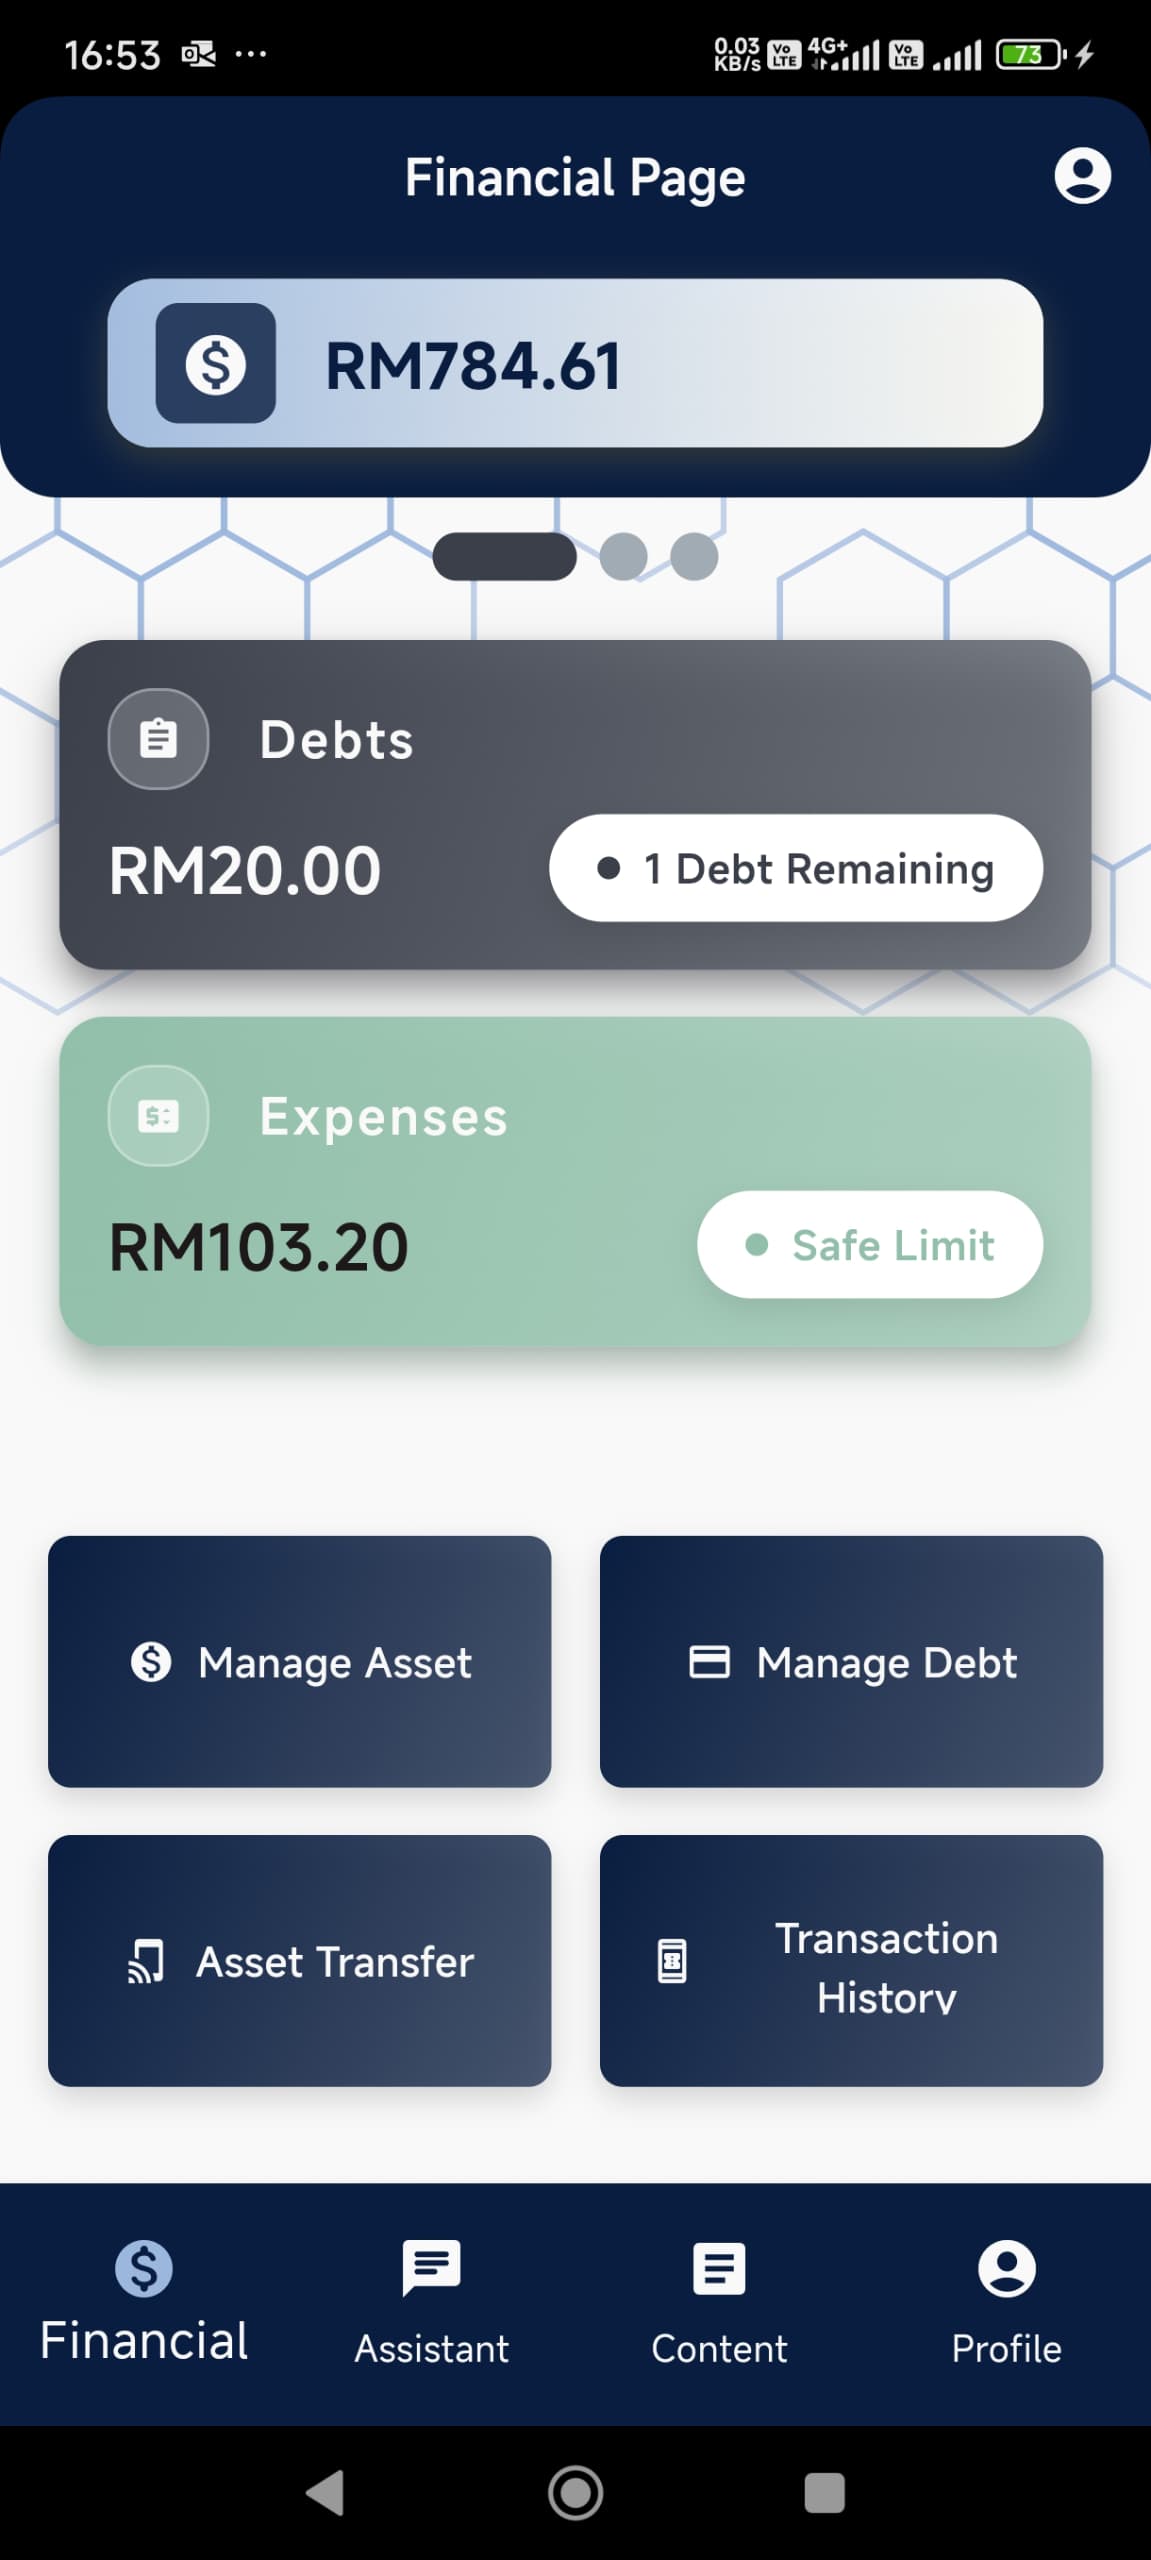 16:53
0.03 KB/s Vo LTE 4G+ Vo LTE 73
Financial Page
RM784.61
Debts
RM20.00
1 Debt Remaining
Expenses
RM103.20
Safe Limit
Manage Asset
Manage Debt
Asset Transfer
Transaction
History
Financial
Assistant
Content
Profile